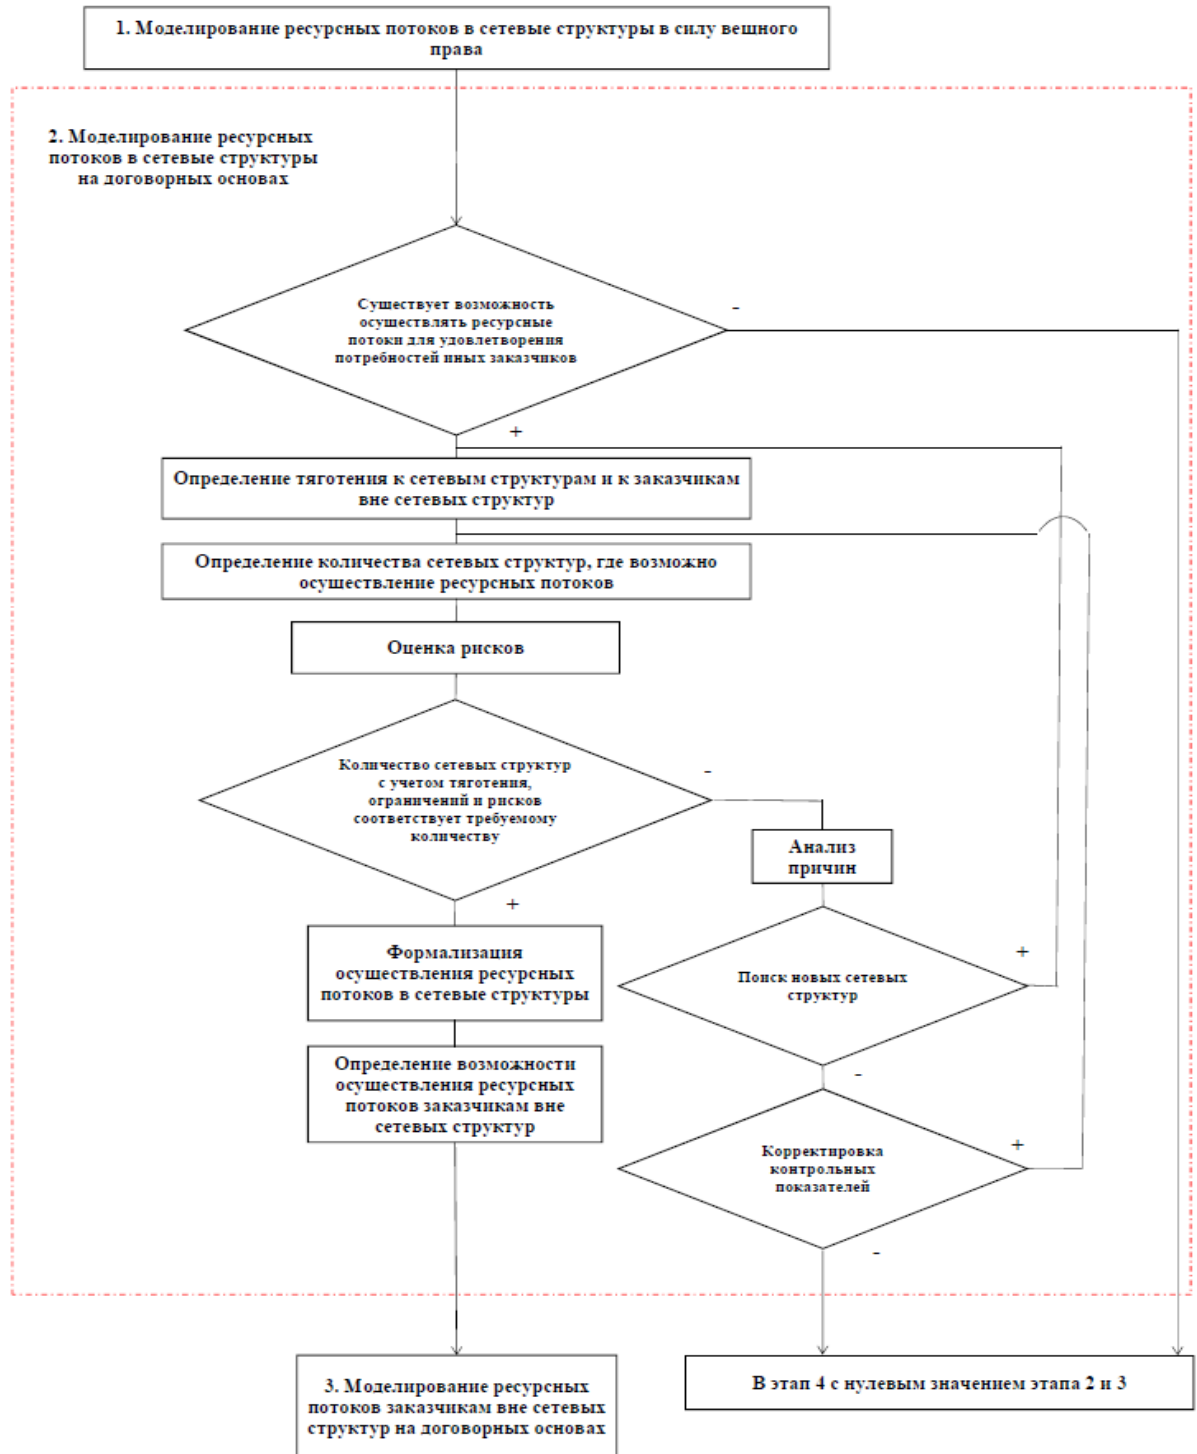 1. Моделирование ресурсных потоков в сетевые структуры в силу вещного
права
2. Моделирование ресурсных
потоков в сетевые структуры
на договорных основах
Существует возможность
осуществлять ресурсные
потоки для удовлетворения
потребностей иных заказчиков
-
+
Определение тяготения к сетевым структурам и к заказчикам
вне сетевых структур
Определение количества сетевых структур, где возможно
осуществление ресурсных потоков
Оценка рисков
Количество сетевых структур
с учетом тяготения,
ограничений и рисков
соответствует требуемому
количеству
-
+
Анализ
причин
Формализация
осуществления ресурсных
потоков в сетевые структуры
Поиск новых сетевых
структур
+
-
Определение возможности
осуществления ресурсных
потоков заказчикам вне
сетевых структур
Корректировка
контрольных
показателей
+
-
3. Моделирование ресурсных
потоков заказчикам вне сетевых
структур на договорных основах
В этап 4 с нулевым значением этапа 2 и 3